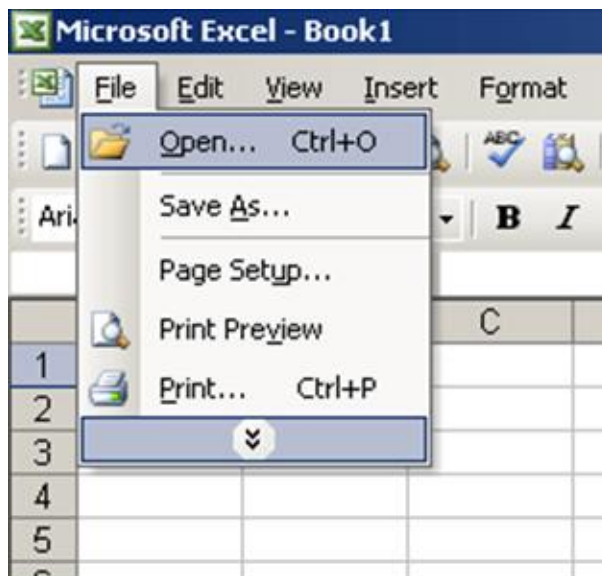 Microsoft Excel - Book1
File Edit View Insert Format
Open... Ctrl+O
ABC
Save As...
B I
Page Setup...
Print Preview
C
1
Print... Ctrl+P
2
3
4
5